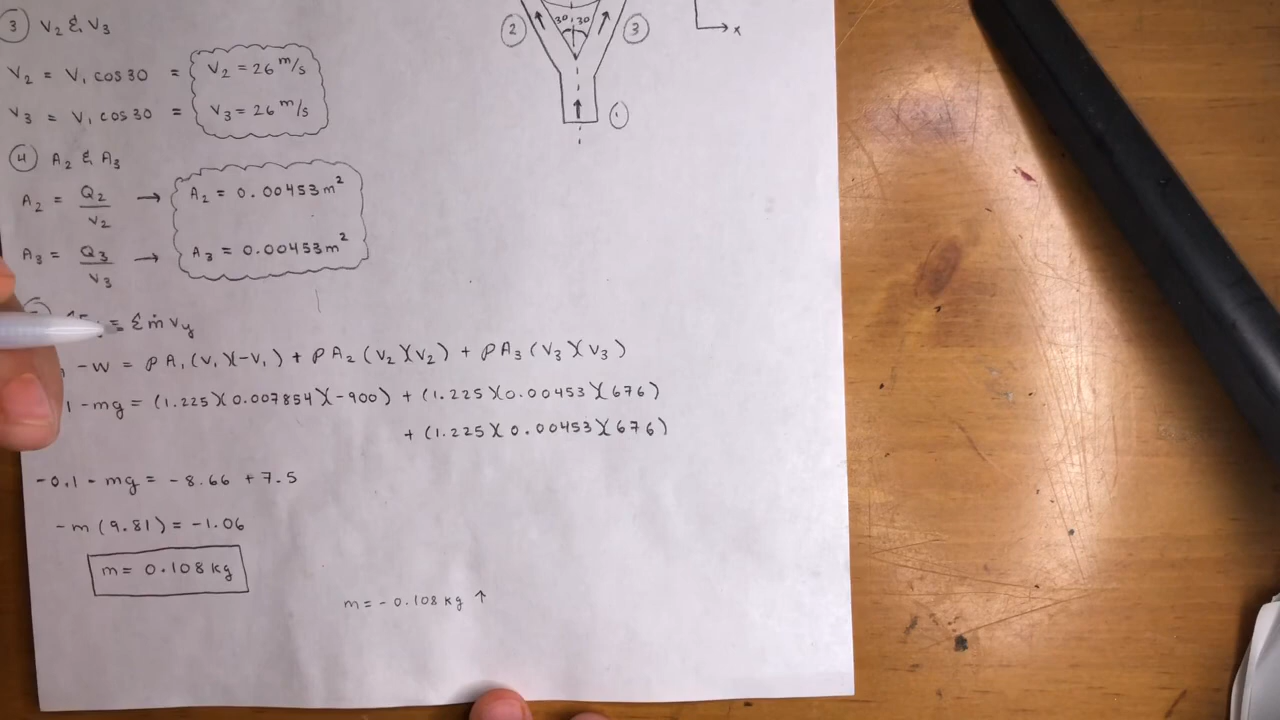 ③ V₂ & V₃
V₂ = V₁ cos 30 = V₂ = 26 m/s
V₃ = V₁ cos 30 = V₃ = 26 m/s
④ A₂ & A₃
A₂ = Q₂/V₂ → A₂ = 0.00453 m²
A₃ = Q₃/V₃ → A₃ = 0.00453 m²
= Σ ṁ Vy
-W = ρA₁(V₁)(-V₁) + ρA₂(V₂)(V₂) + ρA₃(V₃)(V₃)
1 - mg = (1.225)(0.007854)(-900) + (1.225)(0.00453)(676)
+ (1.225)(0.00453)(676)
-0.1 - mg = -8.66 + 7.5
-m(9.81) = -1.06
m = 0.108 kg
m = -0.108 kg ↑
30 30
② ③
x
①